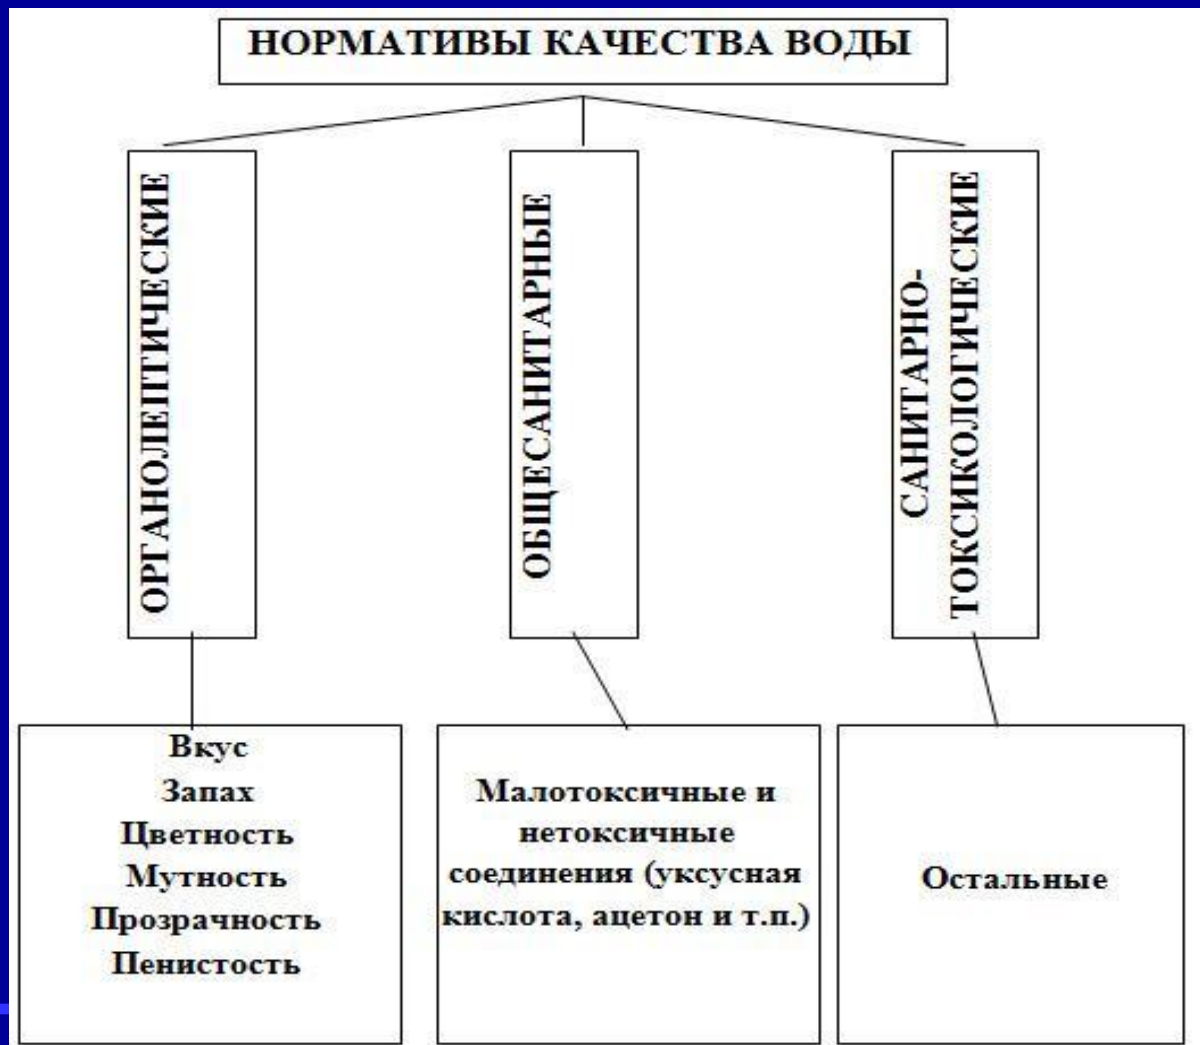 НОРМАТИВЫ КАЧЕСТВА ВОДЫ
ОРГАНОЛЕПТИЧЕСКИЕ
ОБЩЕСАНИТАРНЫЕ
САНИТАРНО-
ТОКСИКОЛОГИЧЕСКИЕ
Вкус
Запах
Цветность
Мутность
Прозрачность
Пенистость
Малотоксичные и
нетоксичные
соединения (уксусная
кислота, ацетон и т.п.)
Остальные